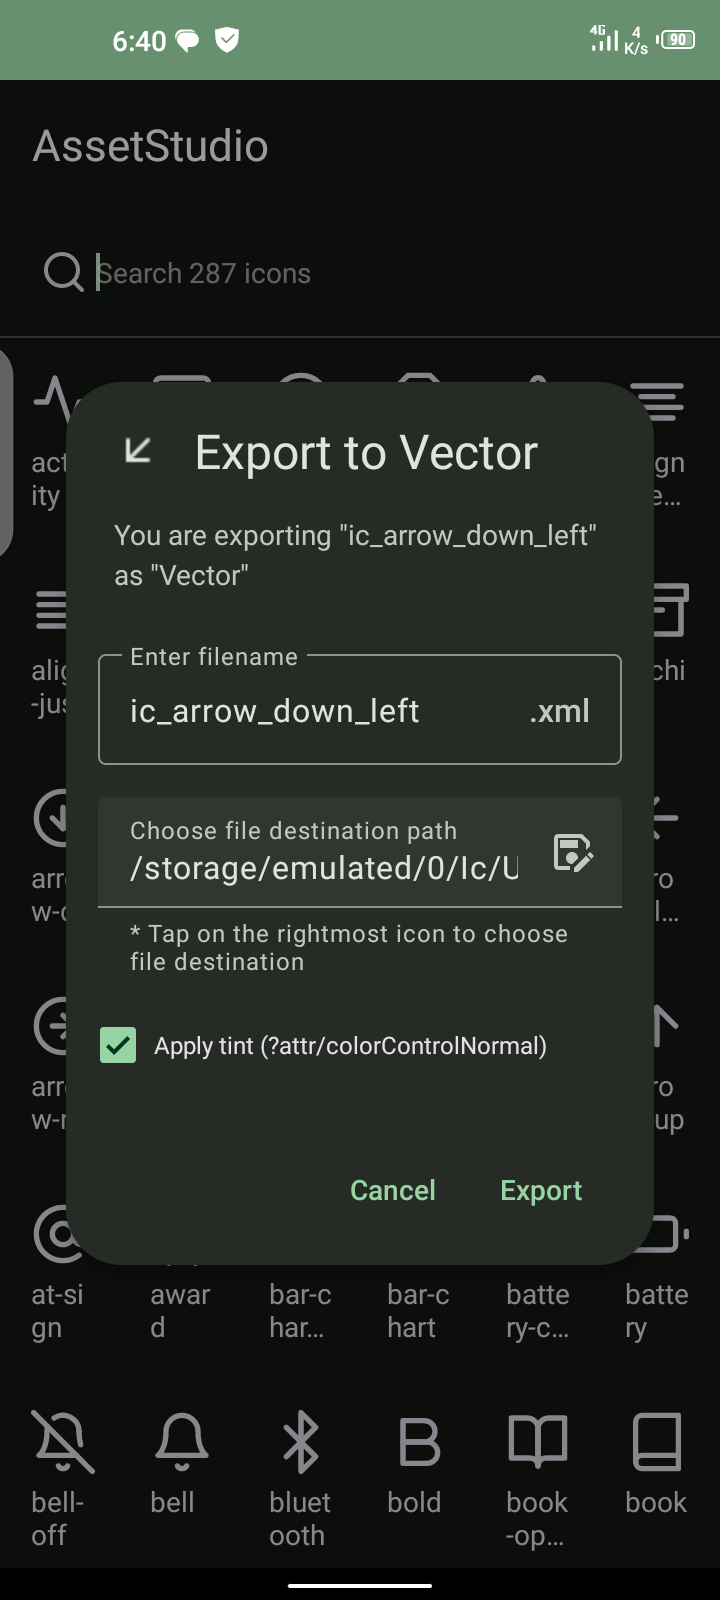 6:40
4G
4
K/s
90
AssetStudio
Search 287 icons
Export to Vector
You are exporting "ic_arrow_down_left"
as "Vector"
Enter filename
ic_arrow_down_left .xml
Choose file destination path
/storage/emulated/0/Ic/U
* Tap on the rightmost icon to choose
file destination
Apply tint (?attr/colorControlNormal)
Cancel Export
act gn
ity e...
alig chi
-jus
arr ro
w-c l...
arr ro
w-r up
at-si awar bar-c bar-c batte batte
gn d har... hart ry-c... ry
bell- bell bluet bold book book
off ooth -op...